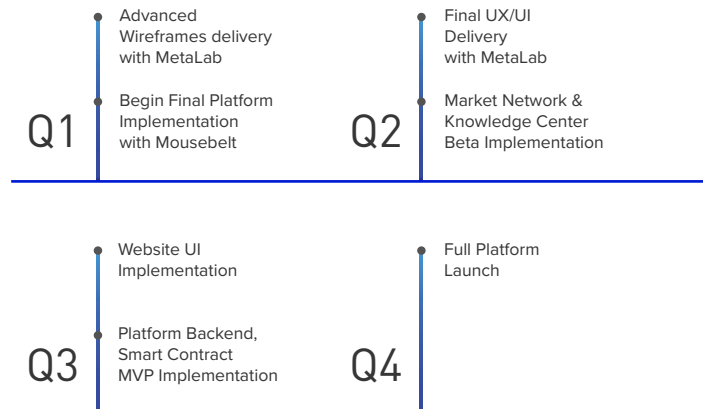 Q1
Advanced
Wireframes delivery
with MetaLab
Begin Final Platform
Implementation
with Mousebelt
Q2
Final UX/UI
Delivery
with MetaLab
Market Network &
Knowledge Center
Beta Implementation
Q3
Website UI
Implementation
Platform Backend,
Smart Contract
MVP Implementation
Q4
Full Platform
Launch